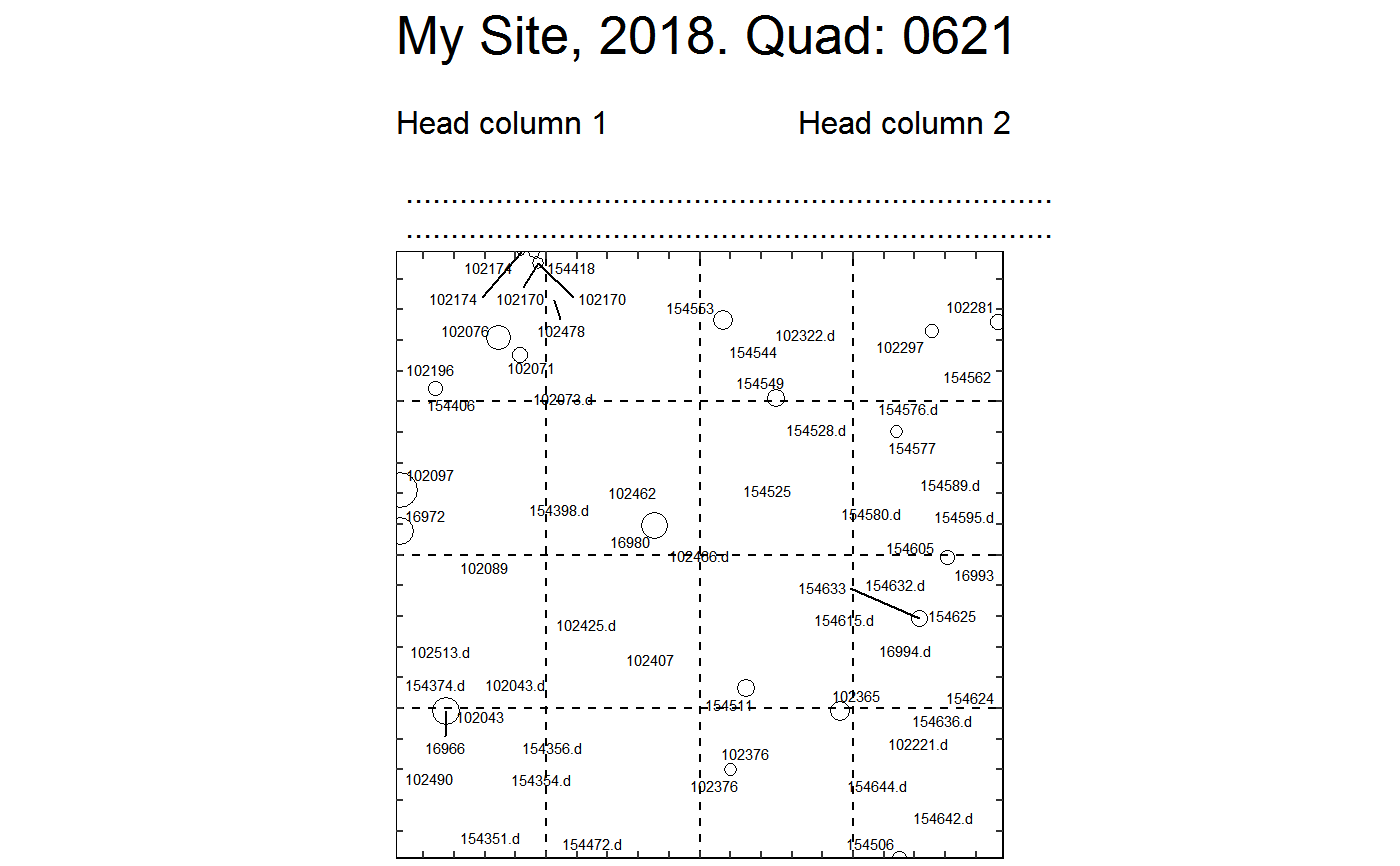 My Site, 2018. Quad: 0621
Head column 1 Head column 2
102174 154418
102174 102170 102170
154553 102281
102076 102478 102322.d
102297
154544
102071
102196 154562
154549
102073.d
154406 154576.d
154528.d
154577
102097
154589.d
102462 154525
154398.d
16972 154580.d 154595.d
16980
154605
102466.d
102089 16993
154633 154632.d
154625
154615.d
102425.d
102513.d 16994.d
102407
154374.d 102043.d
102365 154624
154511
102043 154636.d
102221.d
16966 154356.d
102376
102490 154354.d
102376 154644.d
154642.d
154351.d
154472.d 154506